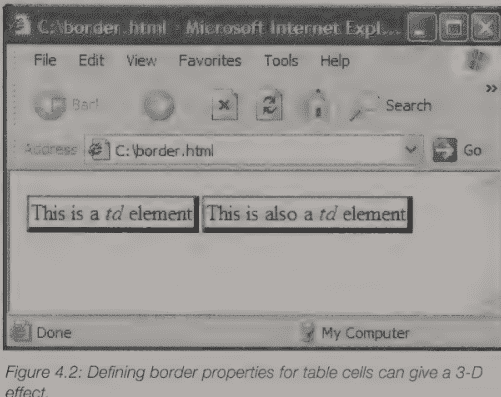 C:\border.html - Microsoft Internet Expl...
File Edit View Favorites Tools Help
Back Search
Address C:\border.html Go
This is a td element This is also a td element
Done My Computer
Figure 4.2: Defining border properties for table cells can give a 3-D
effect.